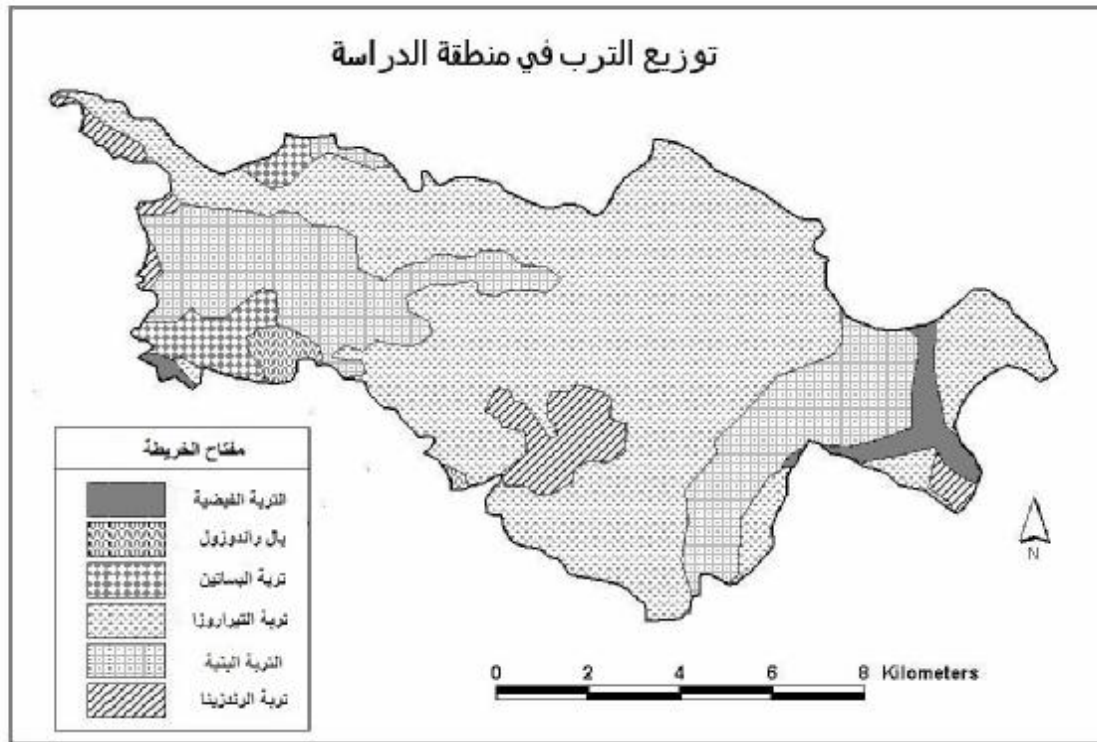 توزيع الترب في منطقة الدراسة
مفتاح الخريطة
التربة الفيضية
بال راندوزول
تربة البساتين
تربة التيراروزا
التربة البنية
تربة الرندزينا
N
0 2 4 6 8 Kilometers